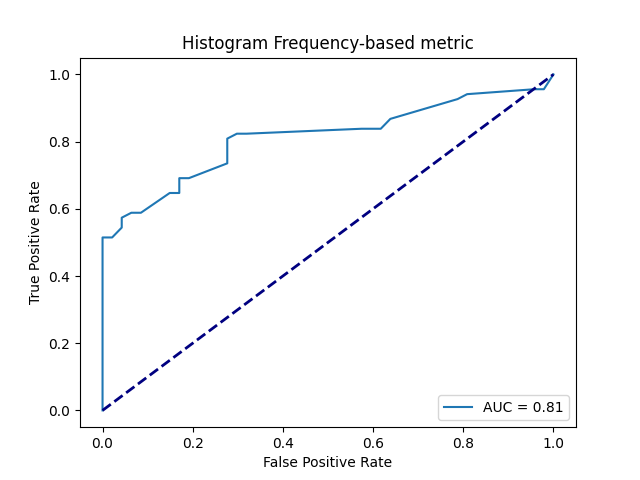 Histogram Frequency-based metric
True Positive Rate
1.0
0.8
0.6
0.4
0.2
0.0
0.0 0.2 0.4 0.6 0.8 1.0
False Positive Rate
AUC = 0.81